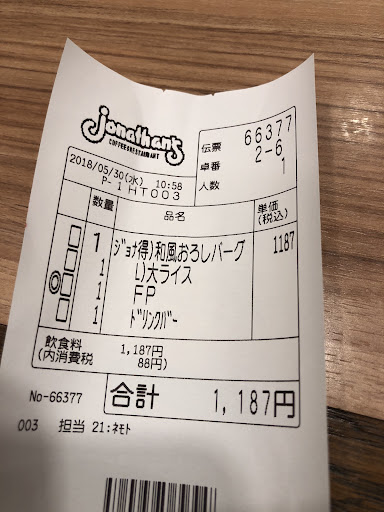 Jonathan's
COFFEE&RESTAURANT
伝票 66377
卓番 2-6
人数 1
2018/05/30(水) 10:58
P-1HT003
数量 品名 単価(税込)
1 ｼﾞｮﾅ得)和風おろしバーグ 1187
1 L)大ライス
1 FP
1 ﾄﾞﾘﾝｸﾊﾞｰ
飲食料 1,187円
(内消費税 88円)
No-66377 合計 1,187円
003 担当 21:ﾈﾓﾄ